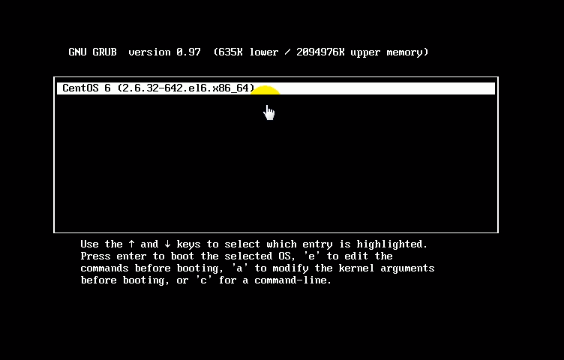 GNU GRUB version 0.97 (635K lower / 2094976K upper memory)
CentOS 6 (2.6.32-642.el6.x86_64)
Use the ↑ and ↓ keys to select which entry is highlighted.
Press enter to boot the selected OS, 'e' to edit the
commands before booting, 'a' to modify the kernel arguments
before booting, or 'c' for a command-line.